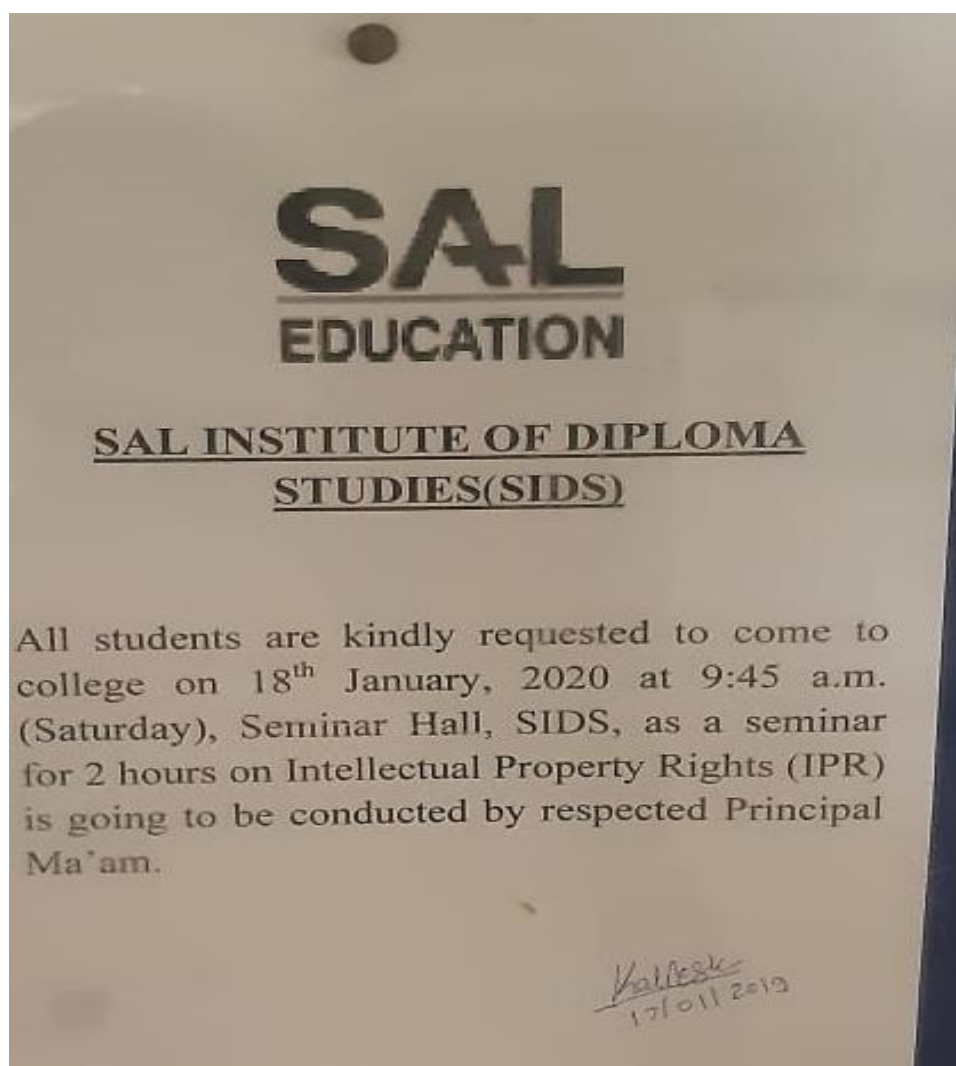 SAL
EDUCATION
SAL INSTITUTE OF DIPLOMA
STUDIES(SIDS)
All students are kindly requested to come to
college on 18th January, 2020 at 9:45 a.m.
(Saturday), Seminar Hall, SIDS, as a seminar
for 2 hours on Intellectual Property Rights (IPR)
is going to be conducted by respected Principal
Ma'am.
17/01/2019